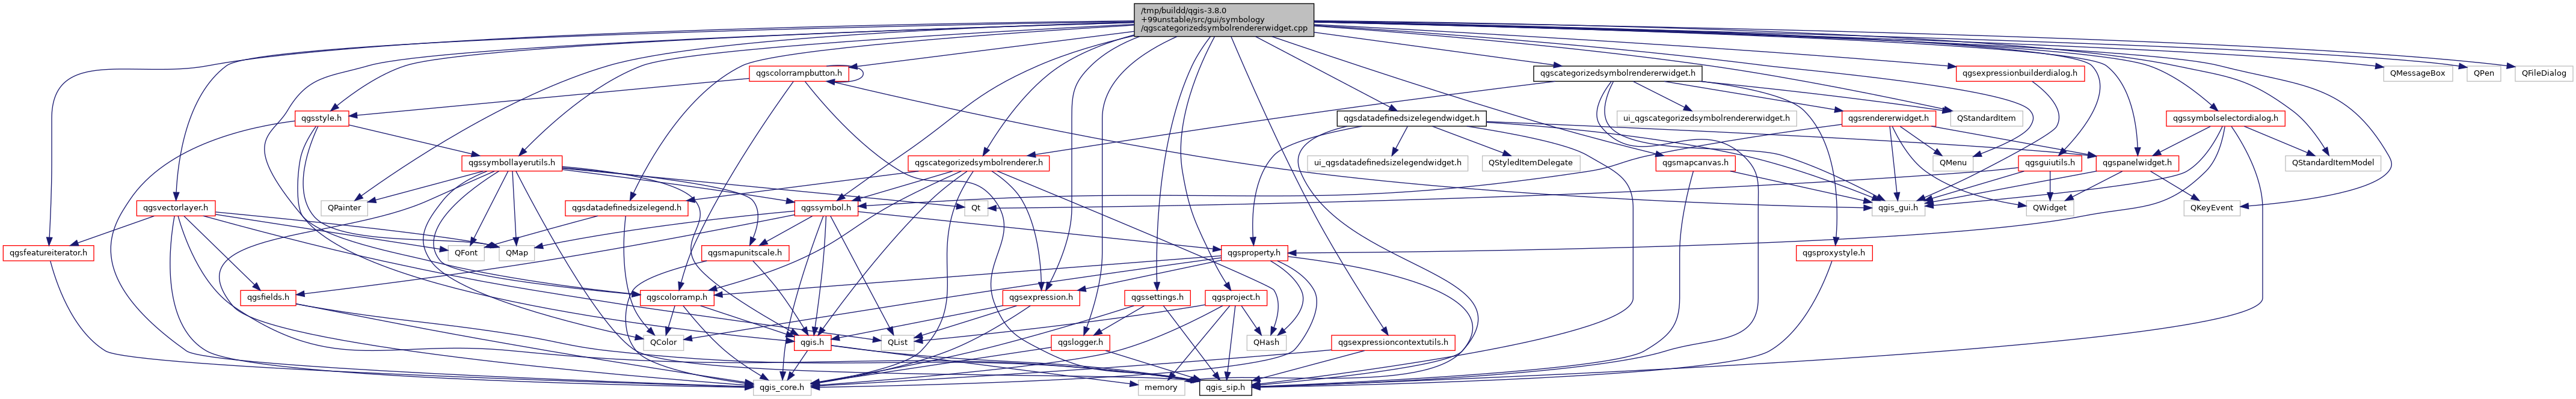 /tmp/buildd/qgis-3.8.0
+99unstable/src/gui/symbology
/qgscategorizedsymbolrendererwidget.cpp
qgscolorrampbutton.h
qgscategorizedsymbolrendererwidget.h
qgsexpressionbuilderdialog.h
QMessageBox
QPen
QFileDialog
qgsstyle.h
qgsdatadefinedsizelegendwidget.h
ui_qgscategorizedsymbolrendererwidget.h
qgsrendererwidget.h
QStandardItem
qgssymbolselectordialog.h
qgssymbollayerutils.h
qgscategorizedsymbolrenderer.h
ui_qgsdatadefinedsizelegendwidget.h
QStyledItemDelegate
qgsmapcanvas.h
QMenu
qgsguiutils.h
qgspanelwidget.h
QStandardItemModel
qgsvectorlayer.h
QPainter
qgsdatadefinedsizelegend.h
qgssymbol.h
Qt
qgis_gui.h
QWidget
QKeyEvent
qgsfeatureiterator.h
QFont
QMap
qgsmapunitscale.h
qgsproperty.h
qgsproxystyle.h
qgsfields.h
qgscolorramp.h
qgsexpression.h
qgssettings.h
qgsproject.h
QColor
qgis.h
QList
qgslogger.h
QHash
qgsexpressioncontextutils.h
qgis_core.h
memory
qgis_sip.h